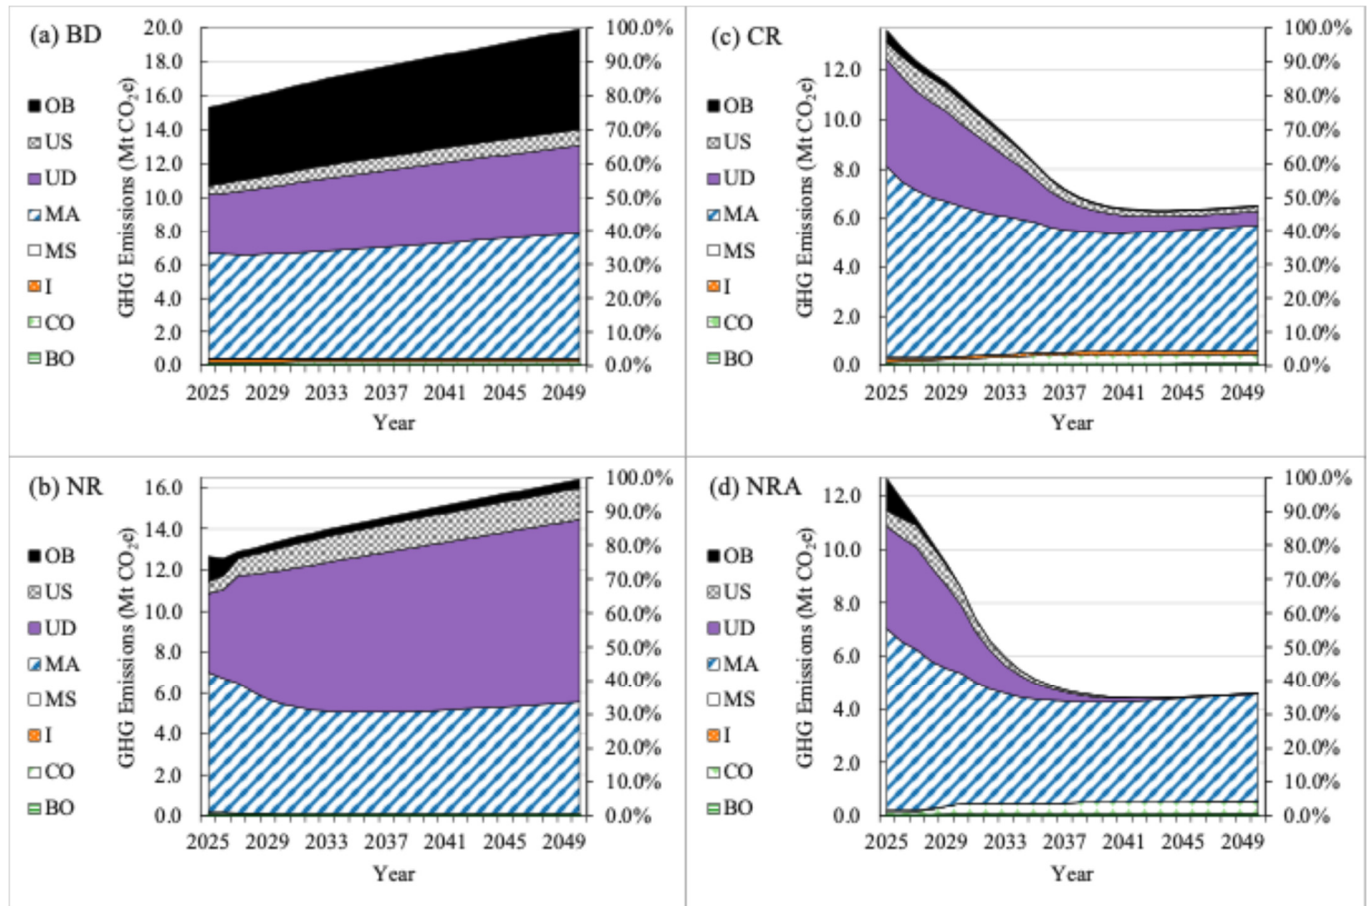 (a) BD
GHG Emissions (Mt CO₂e)
20.0
18.0
16.0
14.0
12.0
10.0
8.0
6.0
4.0
2.0
0.0
100.0%
90.0%
80.0%
70.0%
60.0%
50.0%
40.0%
30.0%
20.0%
10.0%
0.0%
OB
US
UD
MA
MS
I
CO
BO
2025 2029 2033 2037 2041 2045 2049
Year
(c) CR
GHG Emissions (Mt CO₂e)
12.0
10.0
8.0
6.0
4.0
2.0
0.0
100.0%
90.0%
80.0%
70.0%
60.0%
50.0%
40.0%
30.0%
20.0%
10.0%
0.0%
OB
US
UD
MA
MS
I
CO
BO
2025 2029 2033 2037 2041 2045 2049
Year
(b) NR
GHG Emissions (Mt CO₂e)
16.0
14.0
12.0
10.0
8.0
6.0
4.0
2.0
0.0
100.0%
90.0%
80.0%
70.0%
60.0%
50.0%
40.0%
30.0%
20.0%
10.0%
0.0%
OB
US
UD
MA
MS
I
CO
BO
2025 2029 2033 2037 2041 2045 2049
Year
(d) NRA
GHG Emissions (Mt CO₂e)
12.0
10.0
8.0
6.0
4.0
2.0
0.0
100.0%
90.0%
80.0%
70.0%
60.0%
50.0%
40.0%
30.0%
20.0%
10.0%
0.0%
OB
US
UD
MA
MS
I
CO
BO
2025 2029 2033 2037 2041 2045 2049
Year